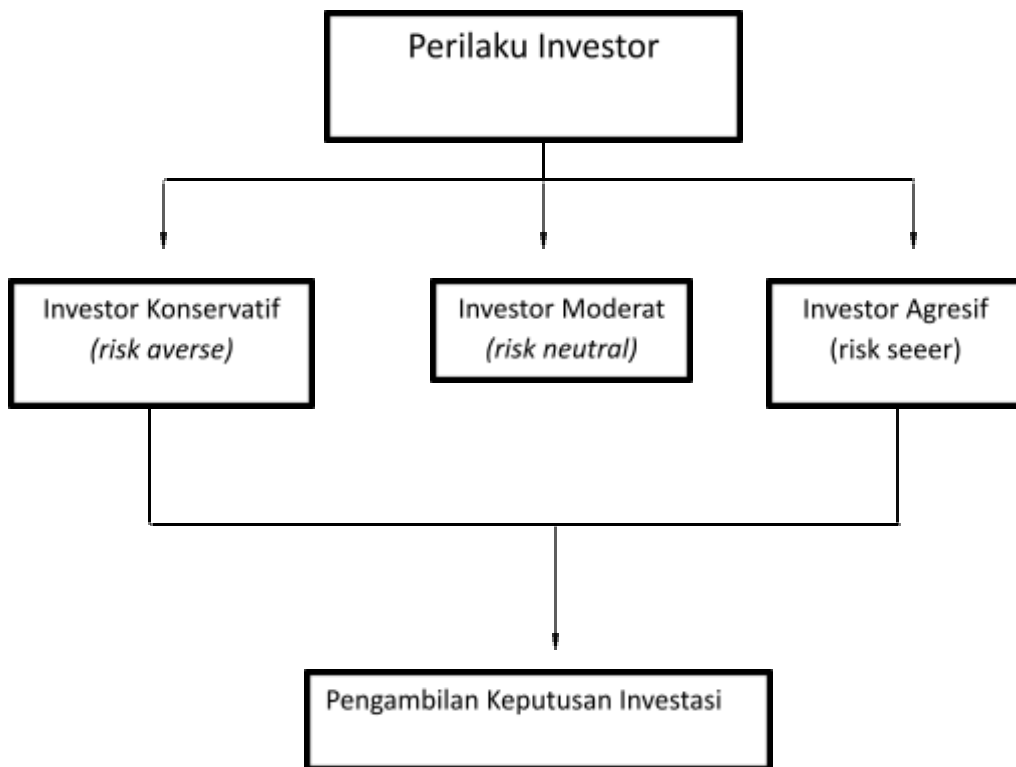 Perilaku Investor
Investor Konservatif
(risk averse)
Investor Moderat
(risk neutral)
Investor Agresif
(risk seeer)
Pengambilan Keputusan Investasi